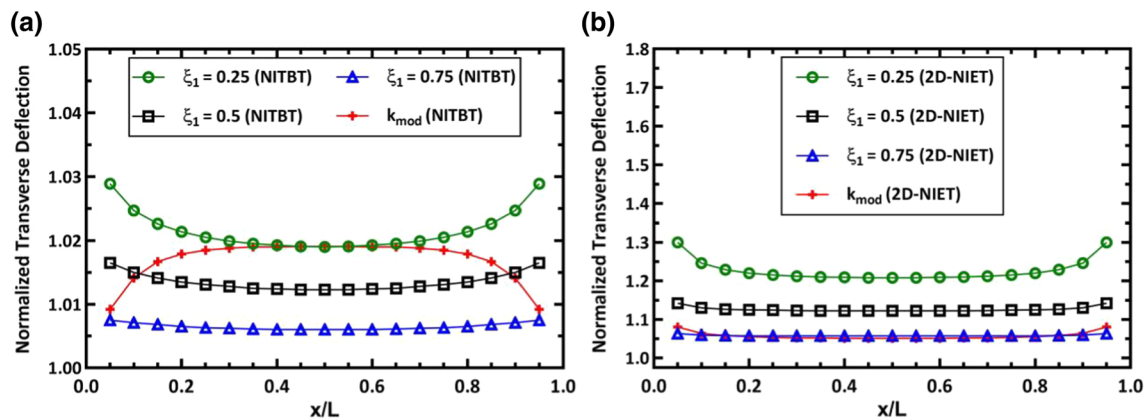 (a)
Normalized Transverse Deflection
1.05
1.04
1.03
1.02
1.01
1.00
ξ1 = 0.25 (NITBT)
ξ1 = 0.75 (NITBT)
ξ1 = 0.5 (NITBT)
kmod (NITBT)
0.0 0.2 0.4 0.6 0.8 1.0
x/L
(b)
Normalized Transverse Deflection
1.8
1.7
1.6
1.5
1.4
1.3
1.2
1.1
1.0
ξ1 = 0.25 (2D-NIET)
ξ1 = 0.5 (2D-NIET)
ξ1 = 0.75 (2D-NIET)
kmod (2D-NIET)
0.0 0.2 0.4 0.6 0.8 1.0
x/L